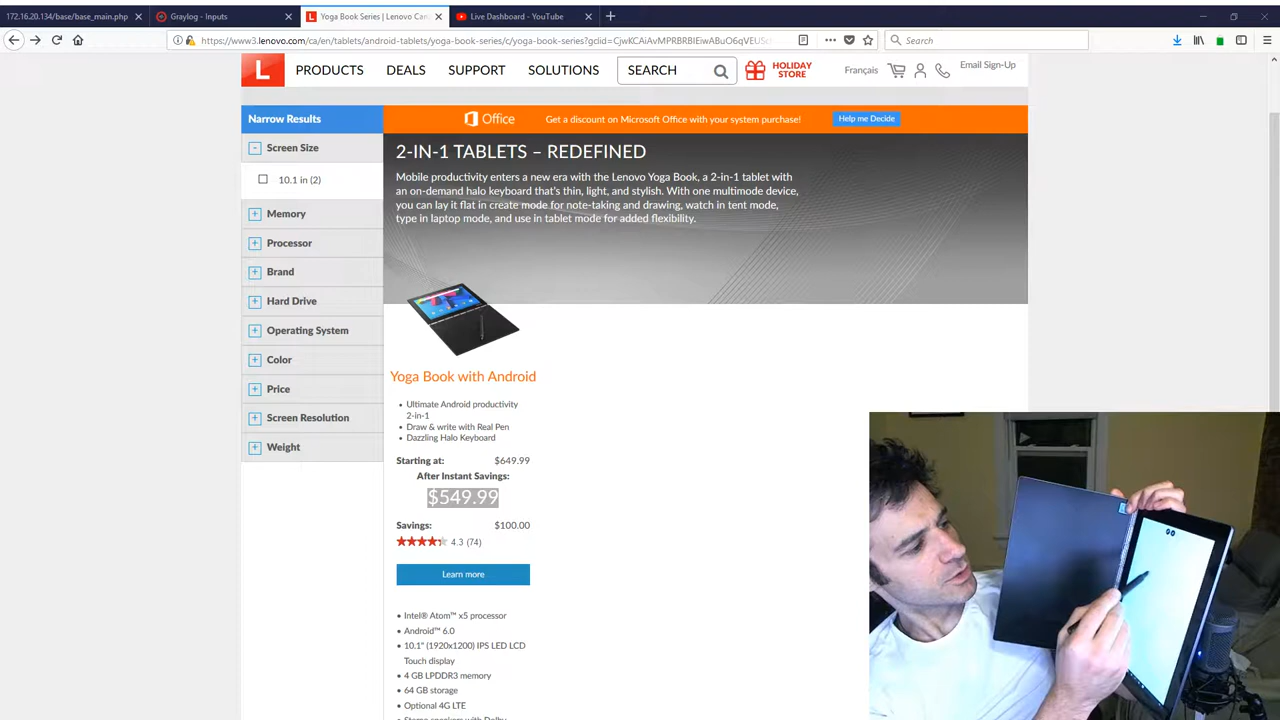 172.16.20.134/base/base_main.php
Graylog - Inputs
Yoga Book Series | Lenovo Can
Live Dashboard - YouTube
https://www3.lenovo.com/ca/en/tablets/android-tablets/yoga-book-series/c/yoga-book-series?gclid=
Search
L
PRODUCTS DEALS SUPPORT SOLUTIONS SEARCH
HOLIDAY
STORE
Français
Email Sign-Up
Narrow Results
Screen Size
10.1 in (2)
Memory
Processor
Brand
Hard Drive
Operating System
Color
Price
Screen Resolution
Weight
Office Get a discount on Microsoft Office with your system purchase! Help me Decide
2-IN-1 TABLETS – REDEFINED
Mobile productivity enters a new era with the Lenovo Yoga Book, a 2-in-1 tablet with
an on-demand halo keyboard that's thin, light, and stylish. With one multimode device,
you can lay it flat in create mode for note-taking and drawing, watch in tent mode,
type in laptop mode, and use in tablet mode for added flexibility.
Yoga Book with Android
• Ultimate Android productivity
2-in-1
• Draw & write with Real Pen
• Dazzling Halo Keyboard
Starting at: $649.99
After Instant Savings:
$549.99
Savings: $100.00
4.3 (74)
Learn more
• Intel® Atom™ x5 processor
• Android™ 6.0
• 10.1" (1920x1200) IPS LED LCD
Touch display
• 4 GB LPDDR3 memory
• 64 GB storage
• Optional 4G LTE